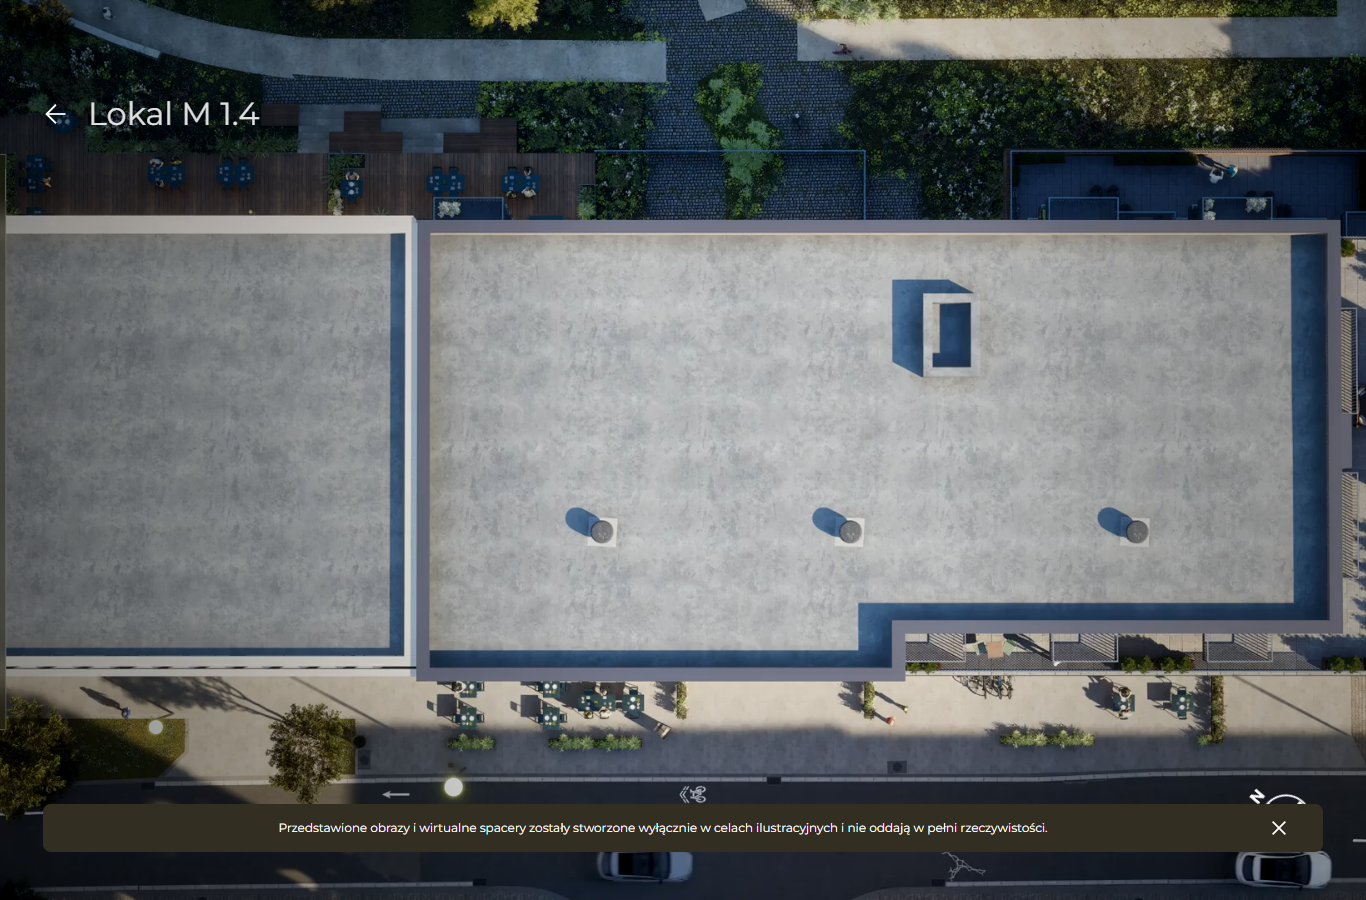 Lokal M 1.4
N
Przedstawione obrazy i wirtualne spacery zostały stworzone wyłącznie w celach ilustracyjnych i nie oddają w pełni rzeczywistości.